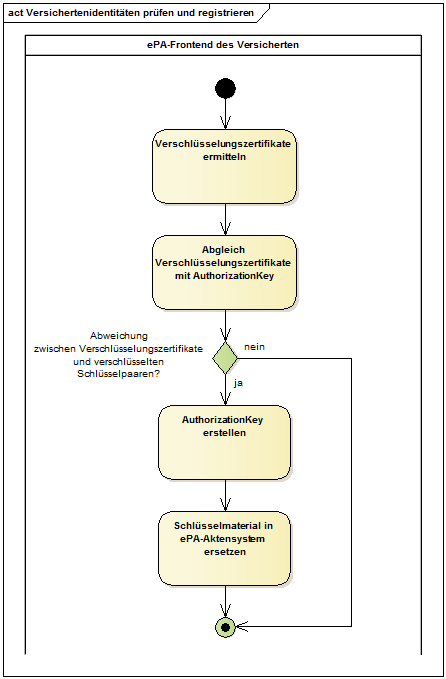 act Versichertenidentitäten prüfen und registrieren
ePA-Frontend des Versicherten
Verschlüsselungszertifikate
ermitteln
Abgleich
Verschlüsselungszertifikate
mit AuthorizationKey
Abweichung
zwischen Verschlüsselungszertifikate
und verschlüsselten
Schlüsselpaaren?
nein
ja
AuthorizationKey
erstellen
Schlüsselmaterial in
ePA-Aktensystem
ersetzen